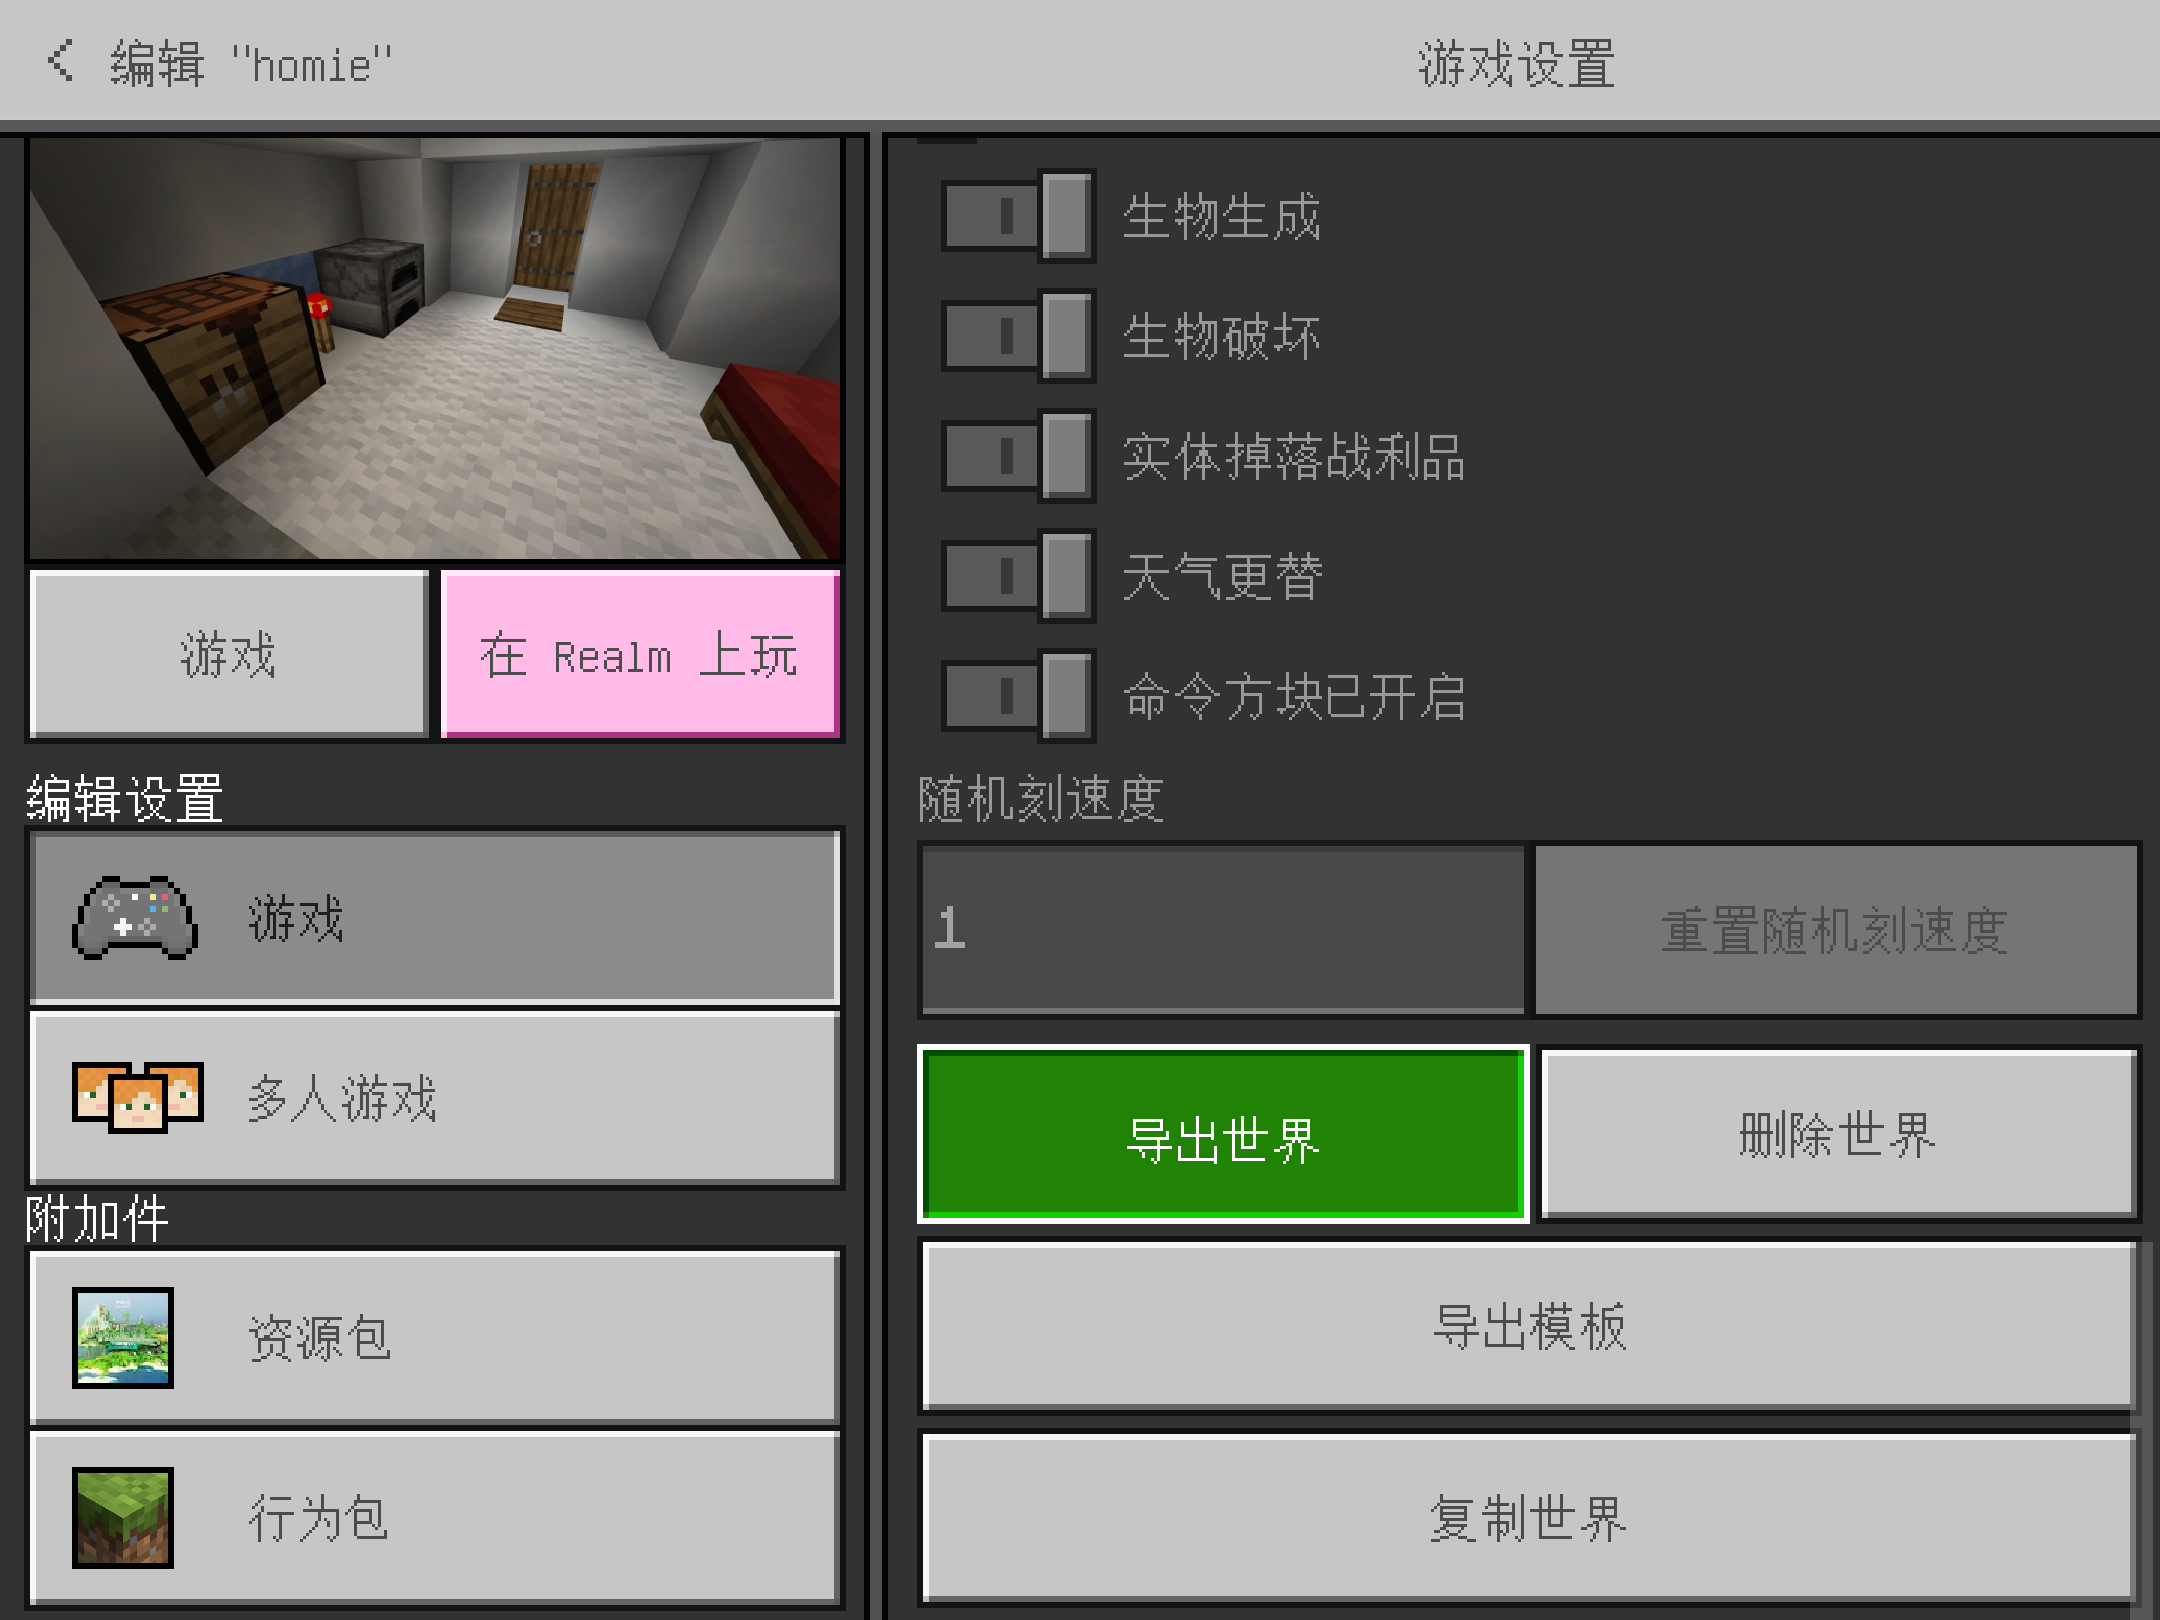 编辑 "homie"
游戏设置
游戏
在 Realm 上玩
编辑设置
游戏
多人游戏
附加件
资源包
行为包
生物生成
生物破坏
实体掉落战利品
天气更替
命令方块已开启
随机刻速度
1
重置随机刻速度
导出世界
删除世界
导出模板
复制世界